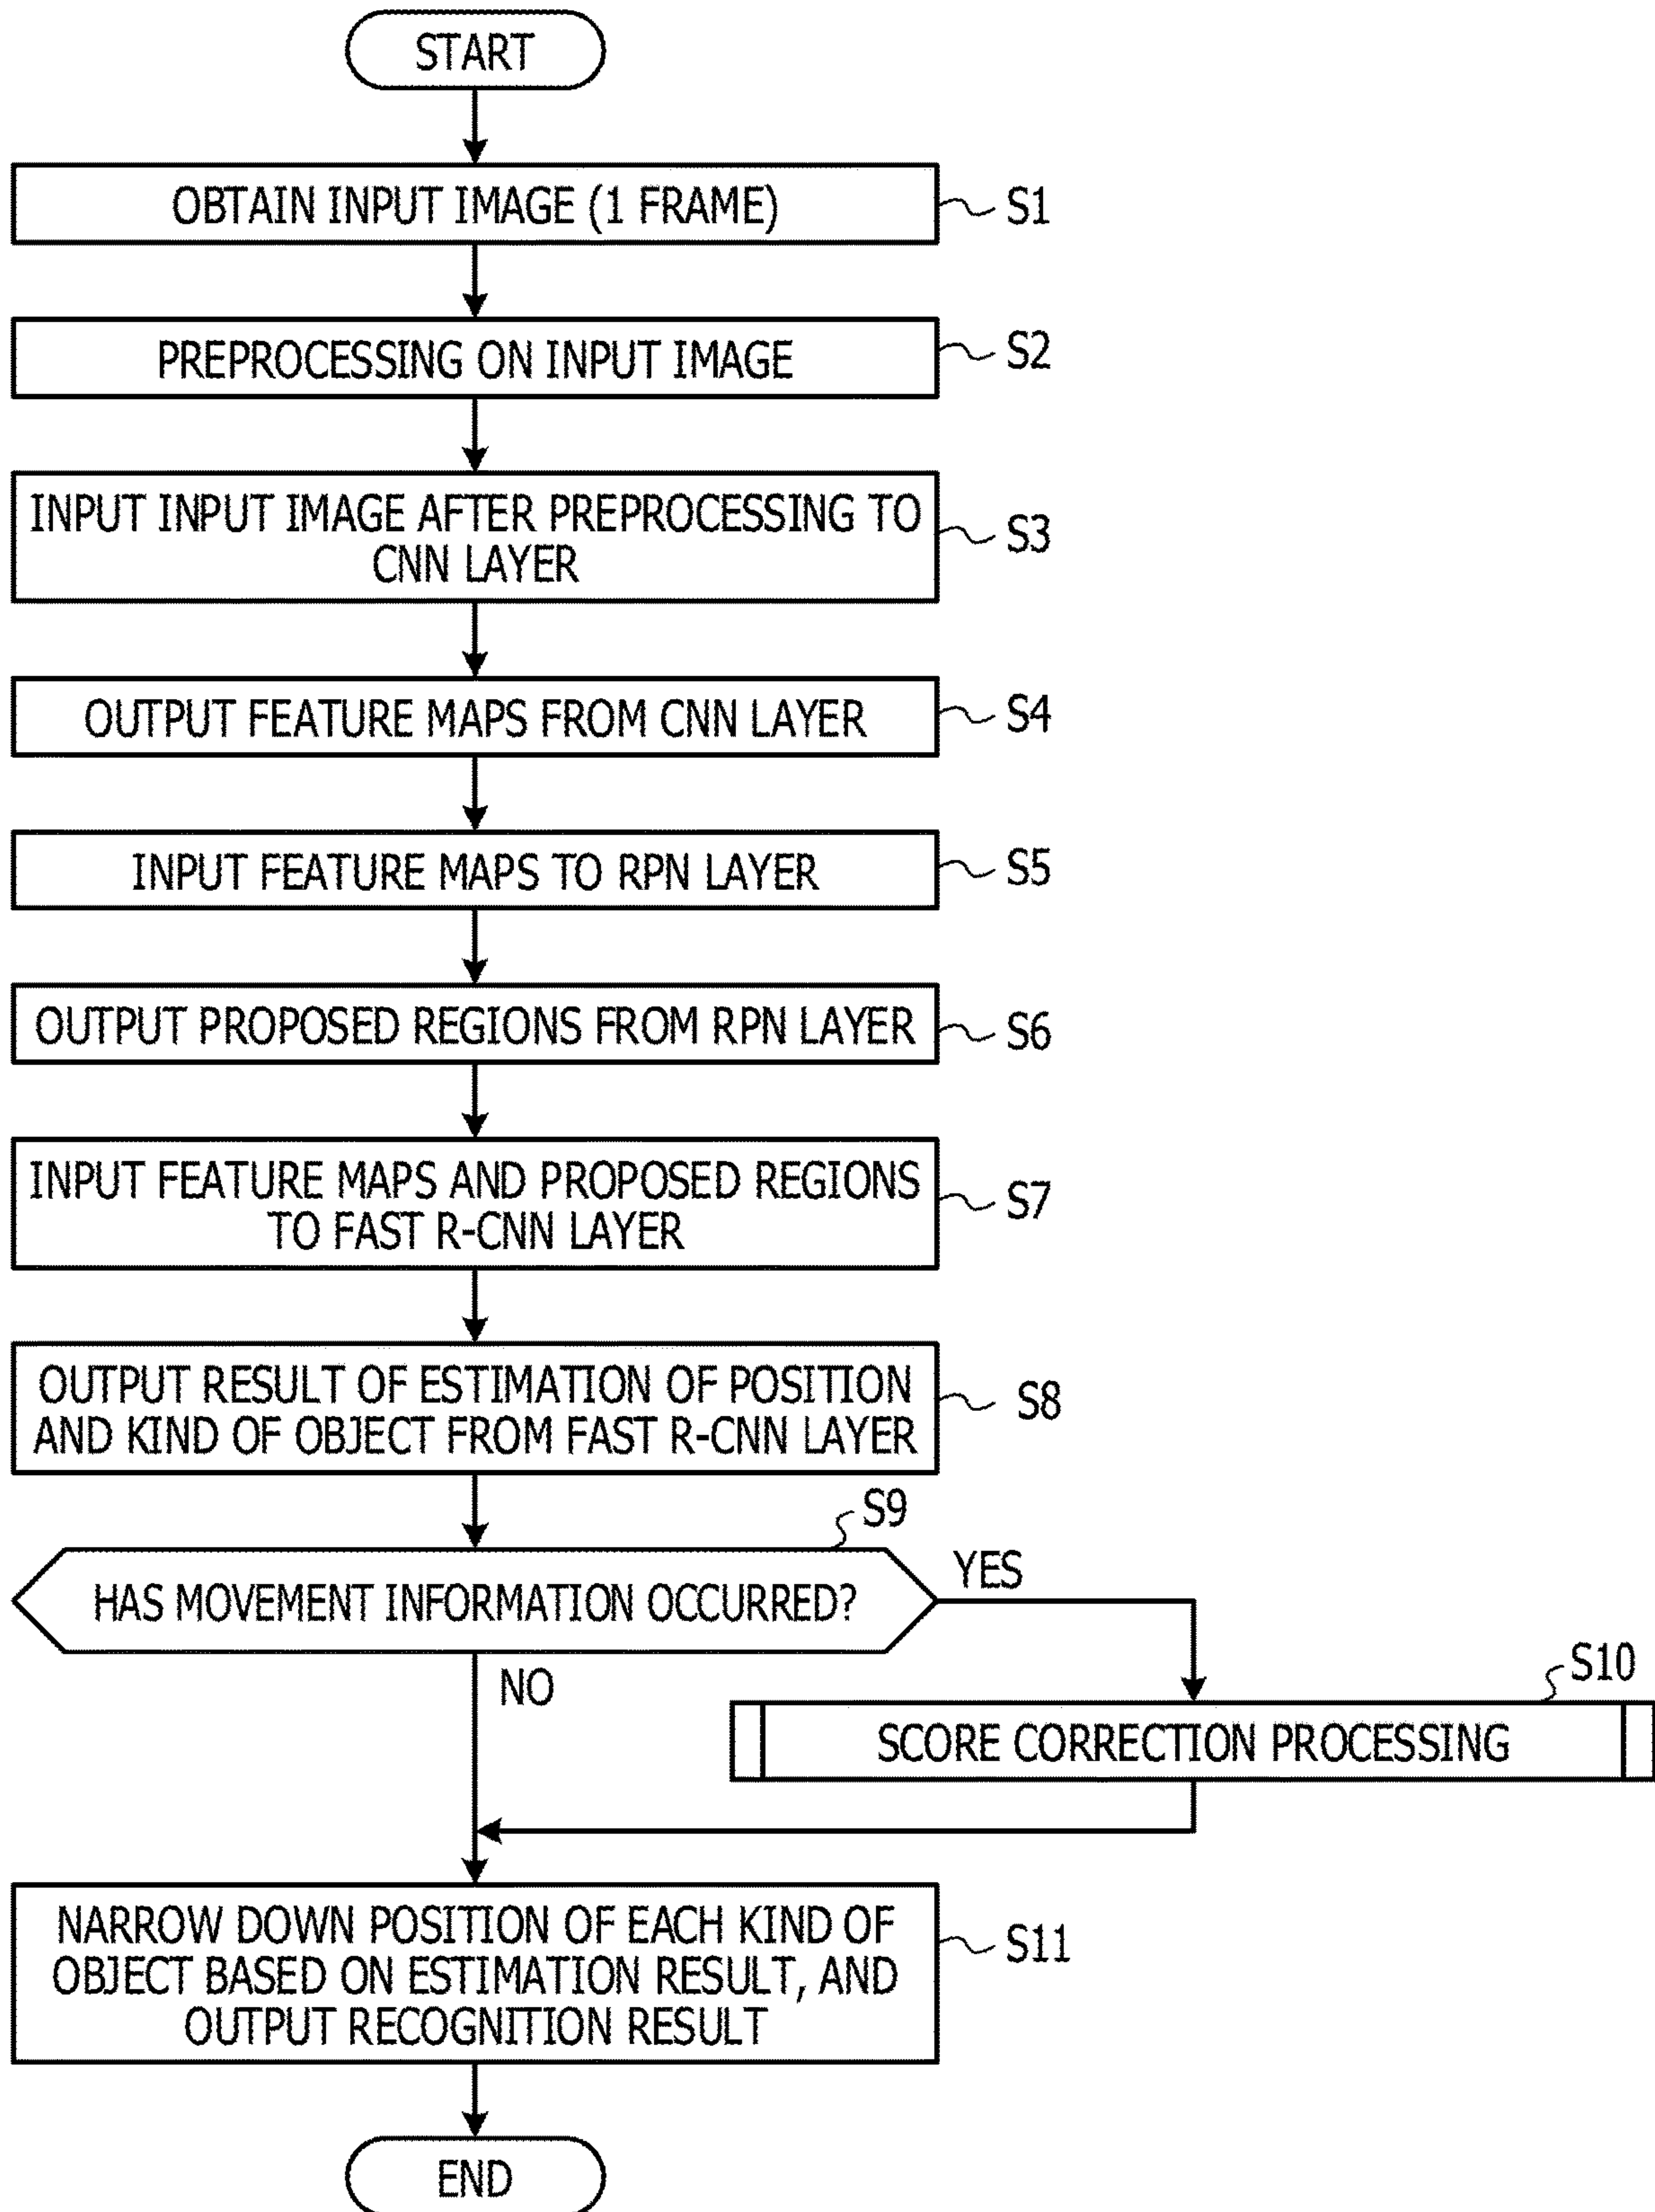 START
OBTAIN INPUT IMAGE (1 FRAME)
S1
PREPROCESSING ON INPUT IMAGE
S2
INPUT INPUT IMAGE AFTER PREPROCESSING TO
CNN LAYER
S3
OUTPUT FEATURE MAPS FROM CNN LAYER
S4
INPUT FEATURE MAPS TO RPN LAYER
S5
OUTPUT PROPOSED REGIONS FROM RPN LAYER
S6
INPUT FEATURE MAPS AND PROPOSED REGIONS
TO FAST R-CNN LAYER
S7
OUTPUT RESULT OF ESTIMATION OF POSITION
AND KIND OF OBJECT FROM FAST R-CNN LAYER
S8
S9
HAS MOVEMENT INFORMATION OCCURRED?
YES
NO
S10
SCORE CORRECTION PROCESSING
NARROW DOWN POSITION OF EACH KIND OF
OBJECT BASED ON ESTIMATION RESULT, AND
OUTPUT RECOGNITION RESULT
S11
END